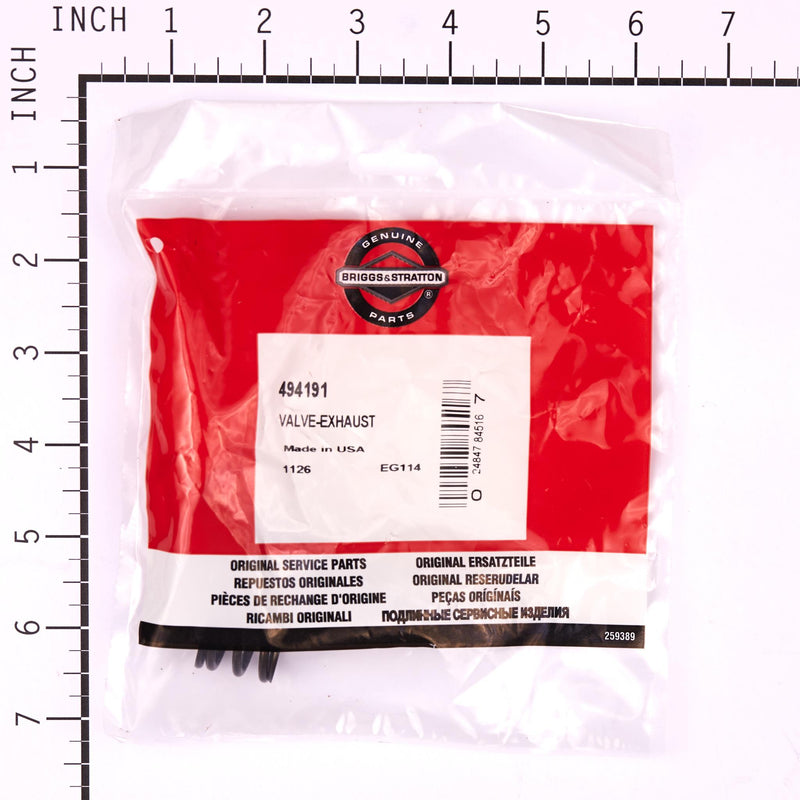 INCH 1 2 3 4 5 6 7
INCH
1
2
3
4
5
6
7
GENUINE
BRIGGS&STRATTON
®
PARTS
494191
VALVE-EXHAUST
Made in USA
1126 EG114
0 24847 84516 7
ORIGINAL SERVICE PARTS ORIGINAL ERSATZTEILE
REPUESTOS ORIGINALES ORIGINAL RESERUDELAR
PIÈCES DE RECHANGE D'ORIGINE PEÇAS ORIGÍNAIS
RICAMBI ORIGINALI ПОДЛИННЫЕ СЕРВИСНЫЕ ИЗДЕЛИЯ
259389